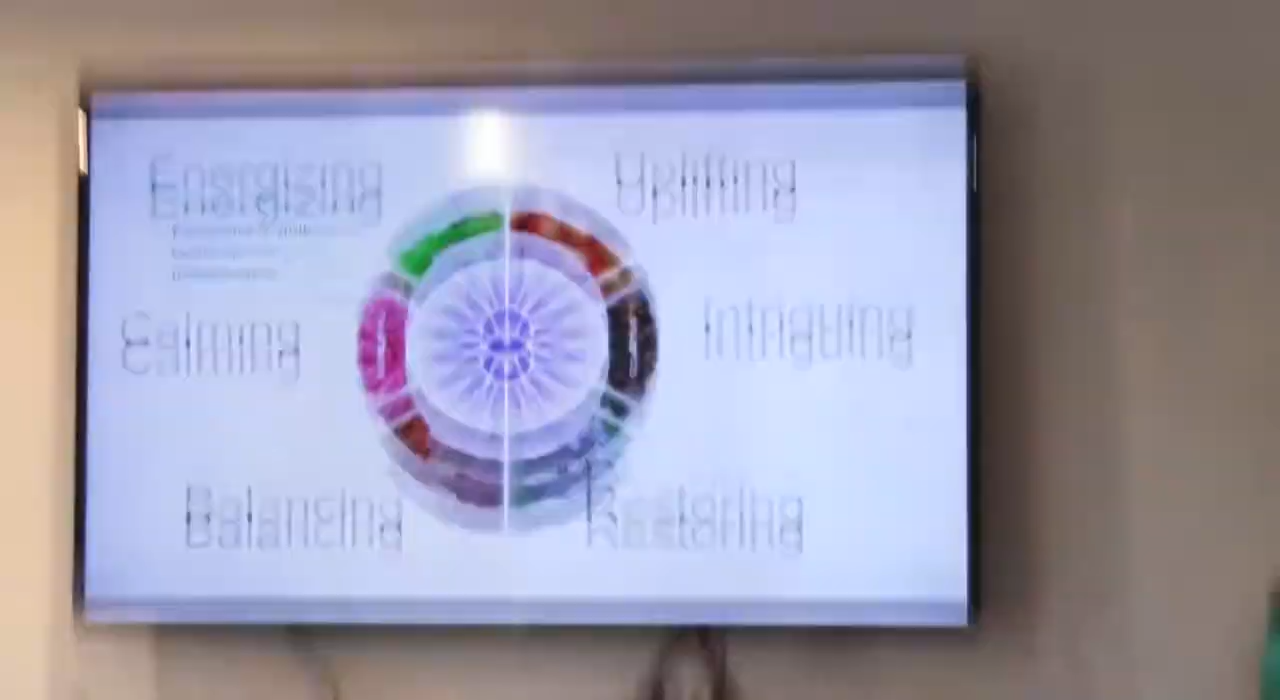 Energizing
Uplifting
Calming
Intriguing
Balancing
Restoring